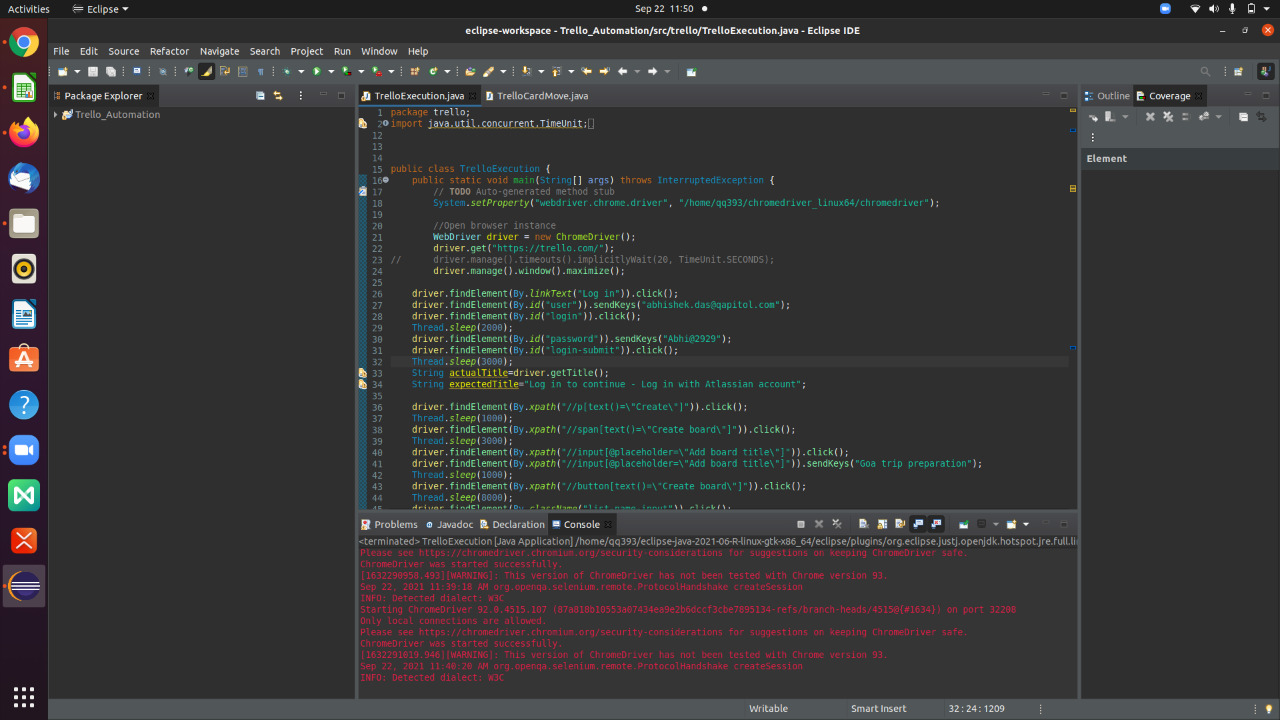 Activities
Eclipse
Sep 22 11:50
eclipse-workspace - Trello_Automation/src/trello/TrelloExecution.java - Eclipse IDE
File Edit Source Refactor Navigate Search Project Run Window Help
Package Explorer
TrelloExecution.java
TrelloCardMove.java
Outline
Coverage
Trello_Automation
Element
1 package trello;
2 import java.util.concurrent.TimeUnit;
12
13
14
15 public class TrelloExecution {
16 public static void main(String[] args) throws InterruptedException {
17 // TODO Auto-generated method stub
18 System.setProperty("webdriver.chrome.driver", "/home/qq393/chromedriver_linux64/chromedriver");
19
20 //Open browser instance
21 WebDriver driver = new ChromeDriver();
22 driver.get("https://trello.com/");
23 // driver.manage().timeouts().implicitlyWait(20, TimeUnit.SECONDS);
24 driver.manage().window().maximize();
25
26 driver.findElement(By.linkText("Log in")).click();
27 driver.findElement(By.id("user")).sendKeys("abhishek.das@qapitol.com");
28 driver.findElement(By.id("login")).click();
29 Thread.sleep(2000);
30 driver.findElement(By.id("password")).sendKeys("Abhi@2929");
31 driver.findElement(By.id("login-submit")).click();
32 Thread.sleep(3000);
33 String actualTitle=driver.getTitle();
34 String expectedTitle="Log in to continue - Log in with Atlassian account";
35
36 driver.findElement(By.xpath("//p[text()=\"Create\"]")).click();
37 Thread.sleep(1000);
38 driver.findElement(By.xpath("//span[text()=\"Create board\"]")).click();
39 Thread.sleep(3000);
40 driver.findElement(By.xpath("//input[@placeholder=\"Add board title\"]")).click();
41 driver.findElement(By.xpath("//input[@placeholder=\"Add board title\"]")).sendKeys("Goa trip preparation");
42 Thread.sleep(1000);
43 driver.findElement(By.xpath("//button[text()=\"Create board\"]")).click();
44 Thread.sleep(8000);
45 driver.findElement(By.className("list-name-input")).click();
Problems Javadoc Declaration Console
<terminated> TrelloExecution [Java Application] /home/qq393/eclipse-java-2021-06-R-linux-gtk-x86_64/eclipse/plugins/org.eclipse.justj.openjdk.hotspot.jre.full.lin
Please see https://chromedriver.chromium.org/security-considerations for suggestions on keeping ChromeDriver safe.
ChromeDriver was started successfully.
[1632290958.493][WARNING]: This version of ChromeDriver has not been tested with Chrome version 93.
Sep 22, 2021 11:39:18 AM org.openqa.selenium.remote.ProtocolHandshake createSession
INFO: Detected dialect: W3C
Starting ChromeDriver 92.0.4515.107 (87a818b10553a07434ea9e2b6dccf3cbe7895134-refs/branch-heads/4515@{#1634}) on port 32208
Only local connections are allowed.
Please see https://chromedriver.chromium.org/security-considerations for suggestions on keeping ChromeDriver safe.
ChromeDriver was started successfully.
[1632291019.946][WARNING]: This version of ChromeDriver has not been tested with Chrome version 93.
Sep 22, 2021 11:40:20 AM org.openqa.selenium.remote.ProtocolHandshake createSession
INFO: Detected dialect: W3C
Writable
Smart Insert
32 : 24 : 1209